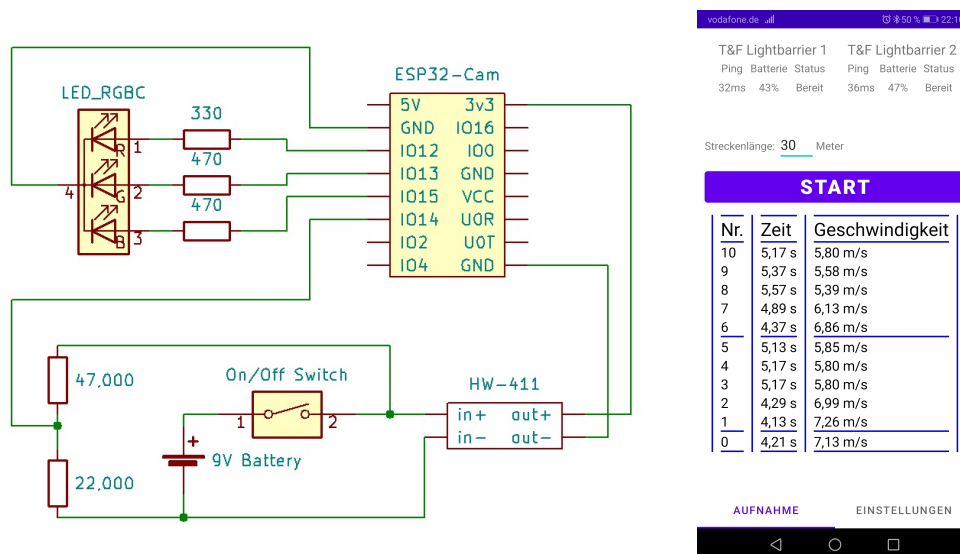 ESP32-Cam
5V 3v3
GND IO16
IO12 IO0
IO13 GND
IO15 VCC
IO14 U0R
IO2 U0T
IO4 GND
LED_RGBC
R 1
4 G 2
B 3
330
470
470
47,000
22,000
On/Off Switch
1 2
+
9V Battery
HW-411
in+ out+
in- out-
vodafone.de 50 % 22:10
T&F Lightbarrier 1 T&F Lightbarrier 2
Ping Batterie Status Ping Batterie Status
32ms 43% Bereit 36ms 47% Bereit
Streckenlänge: 30 Meter
START
Nr. Zeit Geschwindigkeit
10 5,17 s 5,80 m/s
9 5,37 s 5,58 m/s
8 5,57 s 5,39 m/s
7 4,89 s 6,13 m/s
6 4,37 s 6,86 m/s
5 5,13 s 5,85 m/s
4 5,17 s 5,80 m/s
3 5,17 s 5,80 m/s
2 4,29 s 6,99 m/s
1 4,13 s 7,26 m/s
0 4,21 s 7,13 m/s
AUFNAHME EINSTELLUNGEN